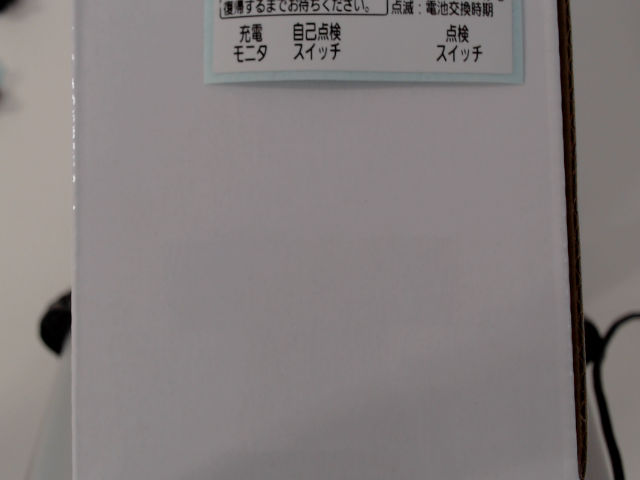 復帰するまでお待ちください。
点滅：電池交換時期
充電
モニタ
自己点検
スイッチ
点検
スイッチ